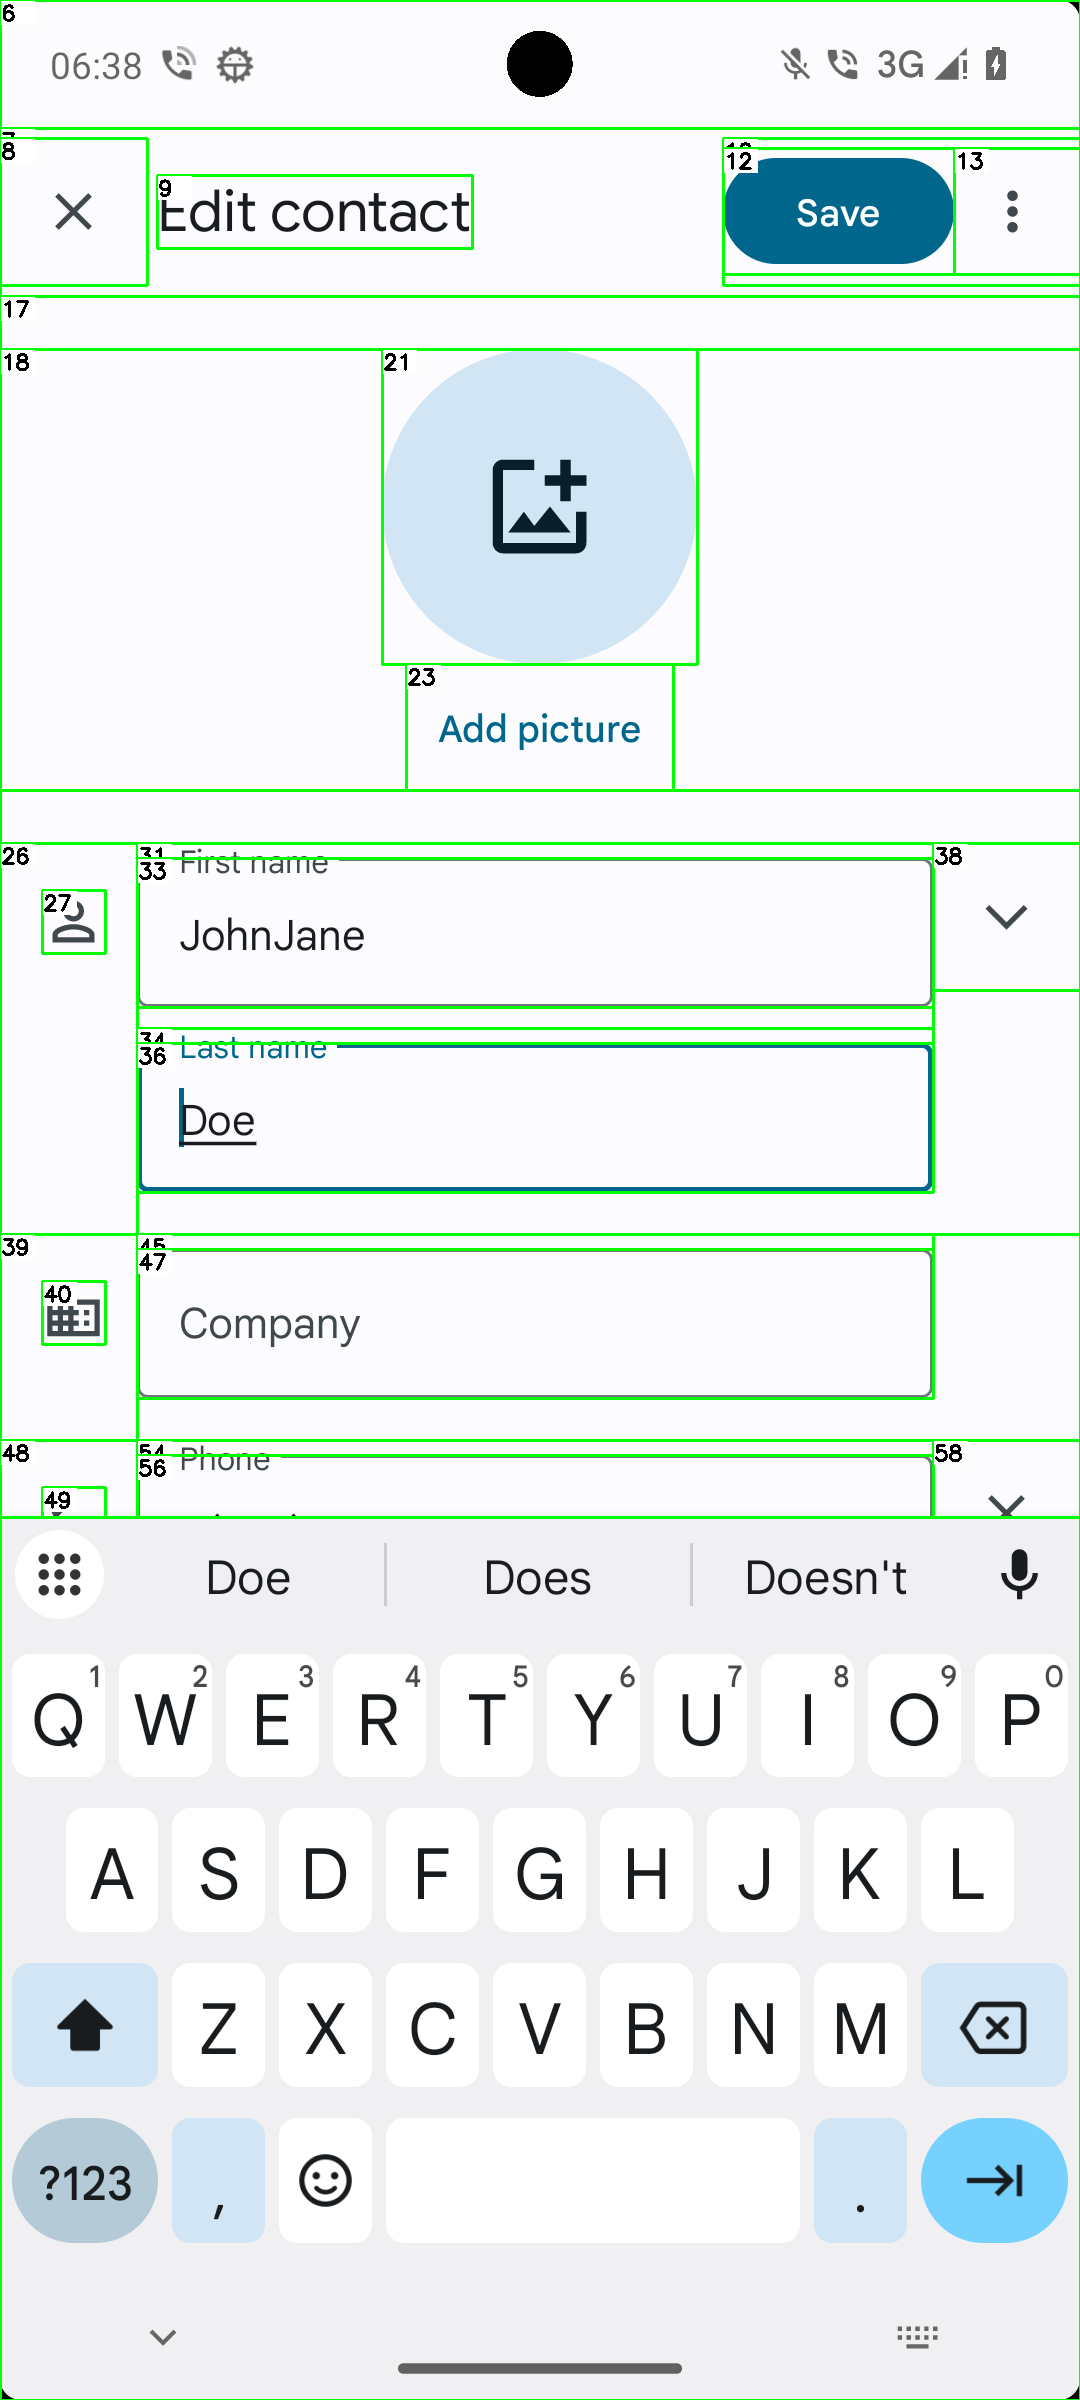 06:38 3G
Edit contact
Save
Add picture
First name
JohnJane
Last name
Doe
Company
Phone
Doe Does Doesn't
Q 1 W 2 E 3 R 4 T 5 Y 6 U 7 I 8 O 9 P 0
A S D F G H J K L
Z X C V B N M
?123 , .
6
8
9
12
13
17
18
21
23
26
27
31
33
34
36
38
39
40
45
47
48
49
54
56
58